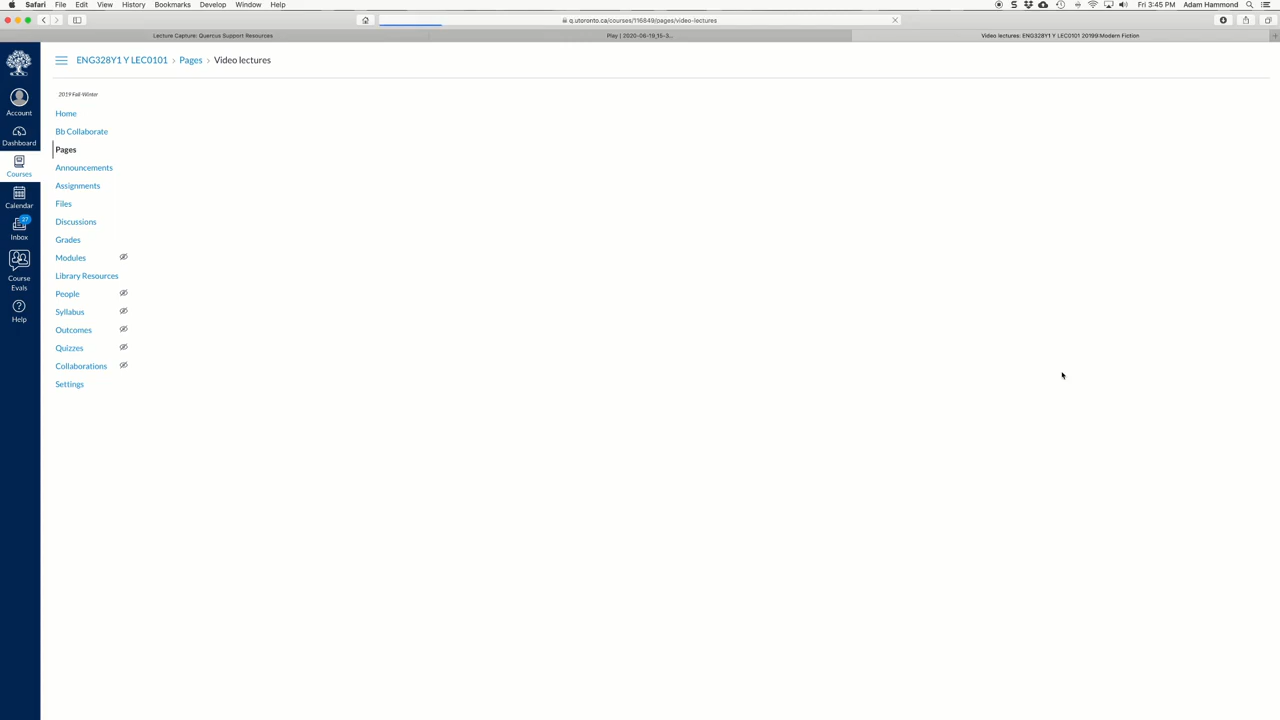 Safari File Edit View History Bookmarks Develop Window Help Fri 3:45 PM Adam Hammond
q.utoronto.ca/courses/116849/pages/video-lectures
Lecture Capture: Quercus Support Resources
Play | 2020-06-19_15-3...
Video lectures: ENG328Y1 Y LEC0101 20199:Modern Fiction
ENG328Y1 Y LEC0101 > Pages > Video lectures
2019 Fall-Winter
Home
Bb Collaborate
Pages
Announcements
Assignments
Files
Discussions
Grades
Modules
Library Resources
People
Syllabus
Outcomes
Quizzes
Collaborations
Settings
Account
Dashboard
Courses
Calendar
27
Inbox
Course
Evals
Help